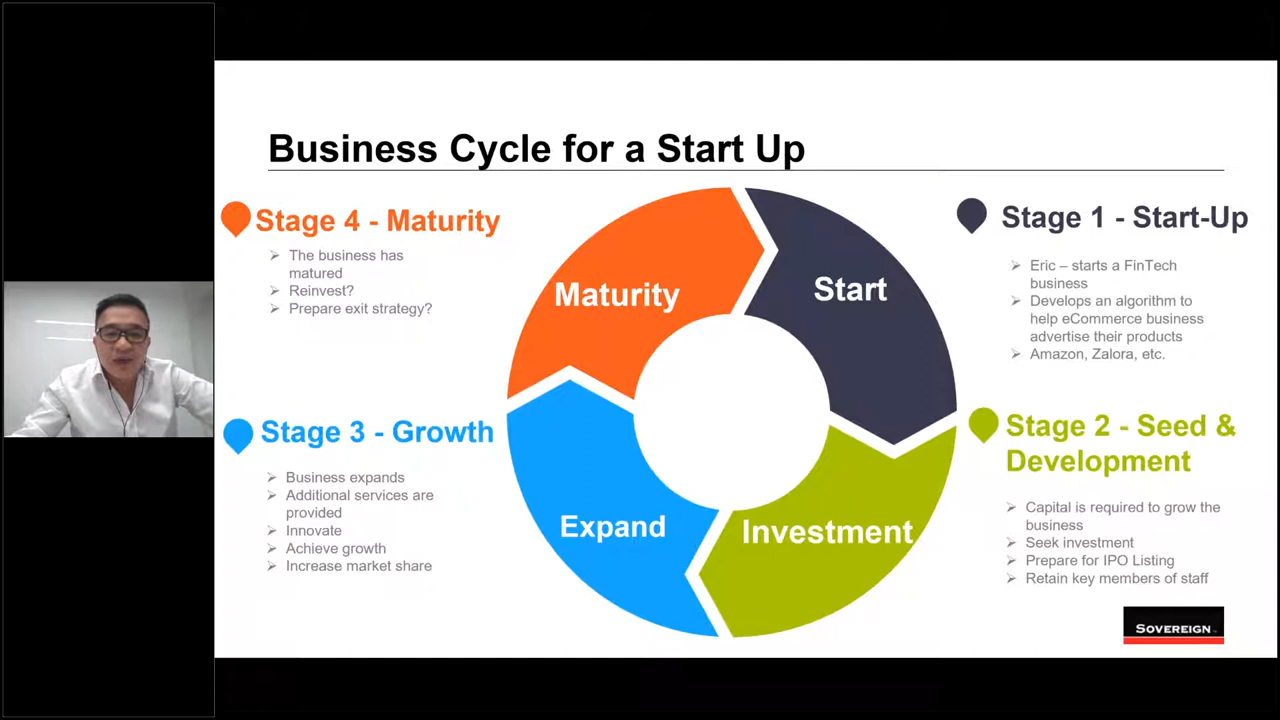 Business Cycle for a Start Up
Stage 4 - Maturity
The business has
matured
Reinvest?
Prepare exit strategy?
Maturity
Start
Stage 1 - Start-Up
Eric – starts a FinTech
business
Develops an algorithm to
help eCommerce business
advertise their products
Amazon, Zalora, etc.
Stage 3 - Growth
Business expands
Additional services are
provided
Innovate
Achieve growth
Increase market share
Expand
Investment
Stage 2 - Seed &
Development
Capital is required to grow the
business
Seek investment
Prepare for IPO Listing
Retain key members of staff
SOVEREIGN